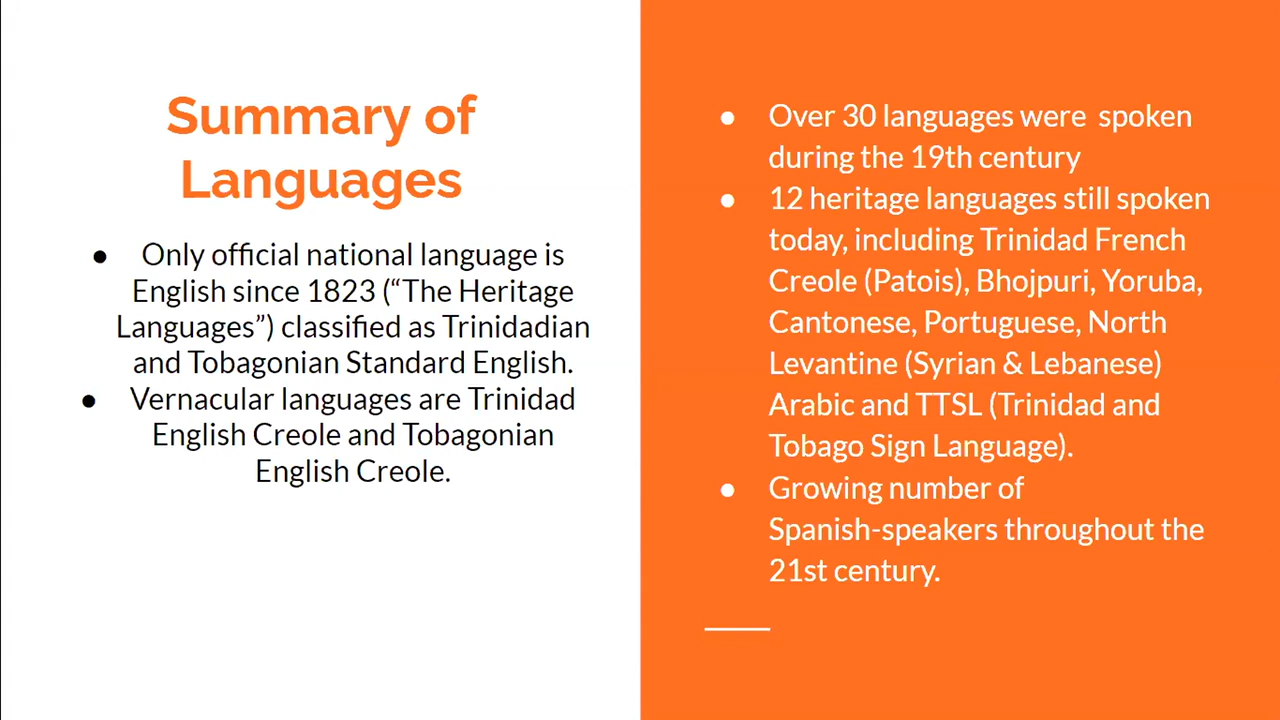 Summary of
Languages
● Only official national language is
English since 1823 (“The Heritage
Languages”) classified as Trinidadian
and Tobagonian Standard English.
● Vernacular languages are Trinidad
English Creole and Tobagonian
English Creole.
● Over 30 languages were  spoken
during the 19th century
● 12 heritage languages still spoken
today, including Trinidad French
Creole (Patois), Bhojpuri, Yoruba,
Cantonese, Portuguese, North
Levantine (Syrian & Lebanese)
Arabic and TTSL (Trinidad and
Tobago Sign Language).
● Growing number of
Spanish-speakers throughout the
21st century.